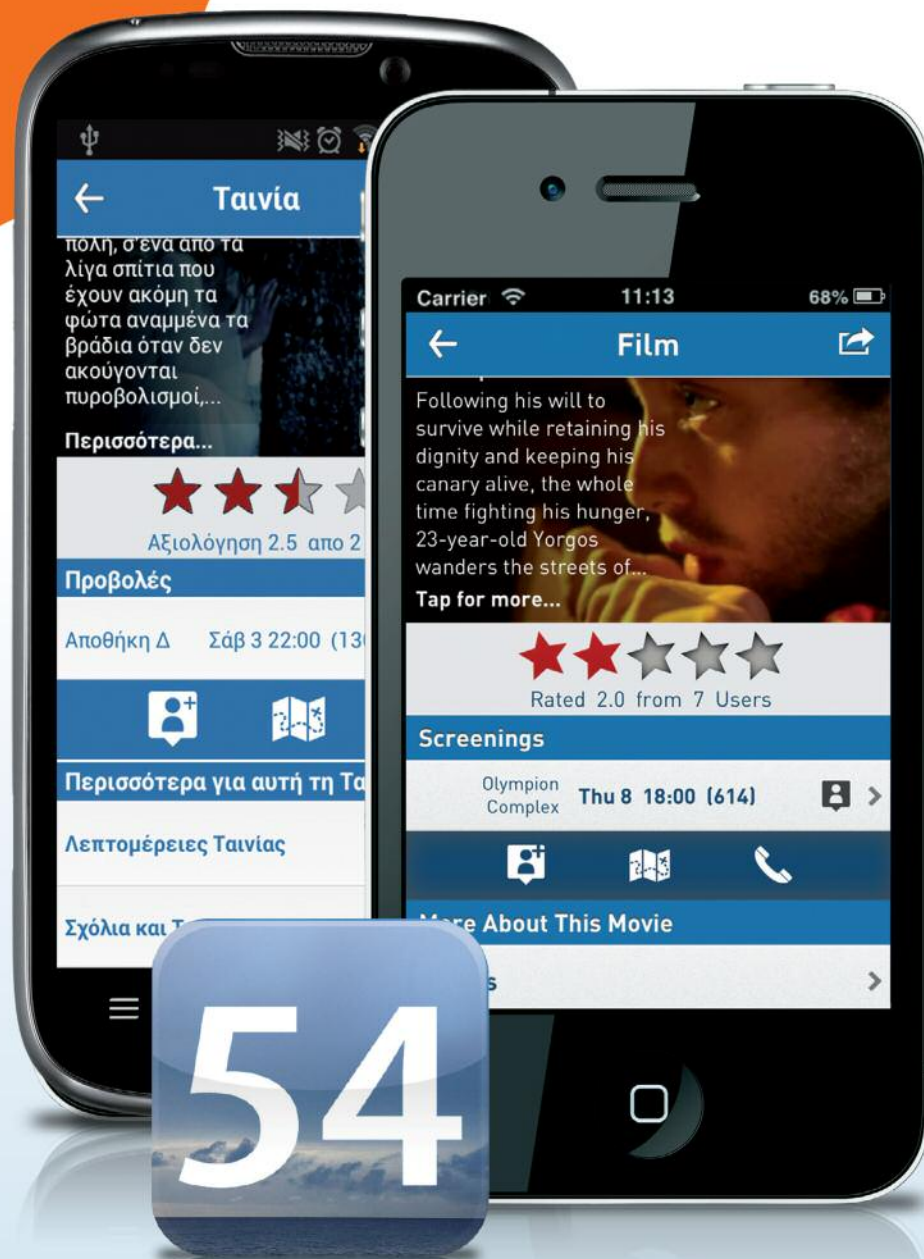 Ταινία
πόλη, σ'ένα από τα
λίγα σπίτια που
έχουν ακόμη τα
φώτα αναμμένα τα
βράδια όταν δεν
ακούγονται
πυροβολισμοί,...
Περισσότερα...
Αξιολόγηση 2.5 απο 2
Προβολές
Αποθήκη Δ Σάβ 3 22:00 (13
Περισσότερα για αυτή τη Τα
Λεπτομέρειες Ταινίας
Σχόλια και
Carrier 11:13 68%
Film
Following his will to
survive while retaining his
dignity and keeping his
canary alive, the whole
time fighting his hunger,
23-year-old Yorgos
wanders the streets of...
Tap for more...
Rated 2.0 from 7 Users
Screenings
Olympion
Complex Thu 8 18:00 (614)
About This Movie
54